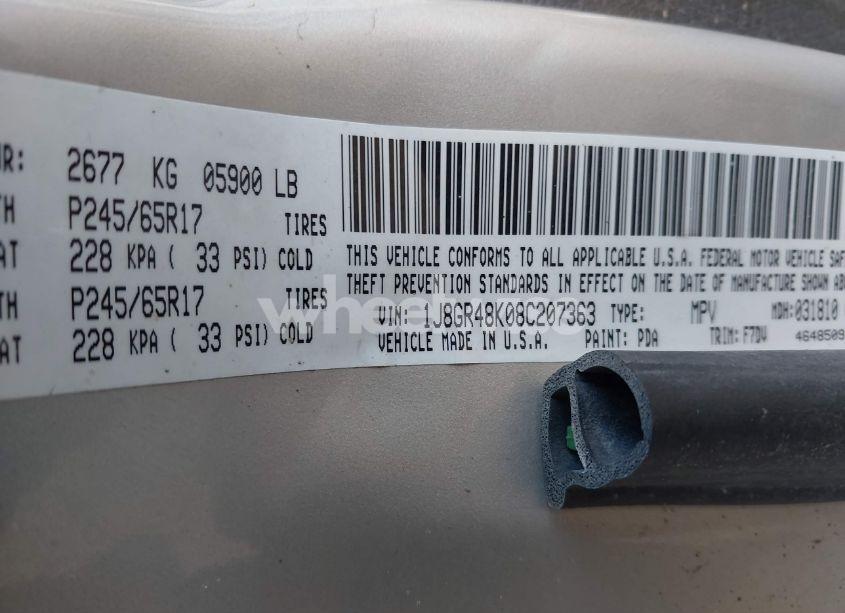 R: 2677 KG 05900 LB
TH P245/65R17 TIRES
AT 228 KPA ( 33 PSI) COLD
TH P245/65R17 TIRES
AT 228 KPA ( 33 PSI) COLD
THIS VEHICLE CONFORMS TO ALL APPLICABLE U.S.A. FEDERAL MOTOR VEHICLE SAF
THEFT PREVENTION STANDARDS IN EFFECT ON THE DATE OF MANUFACTURE SHOWN ABO
VIN: 1J8GR48K08C207363 TYPE: MPV MDH:031810
VEHICLE MADE IN U.S.A. PAINT: PDA TRIM: F7DV 4648509